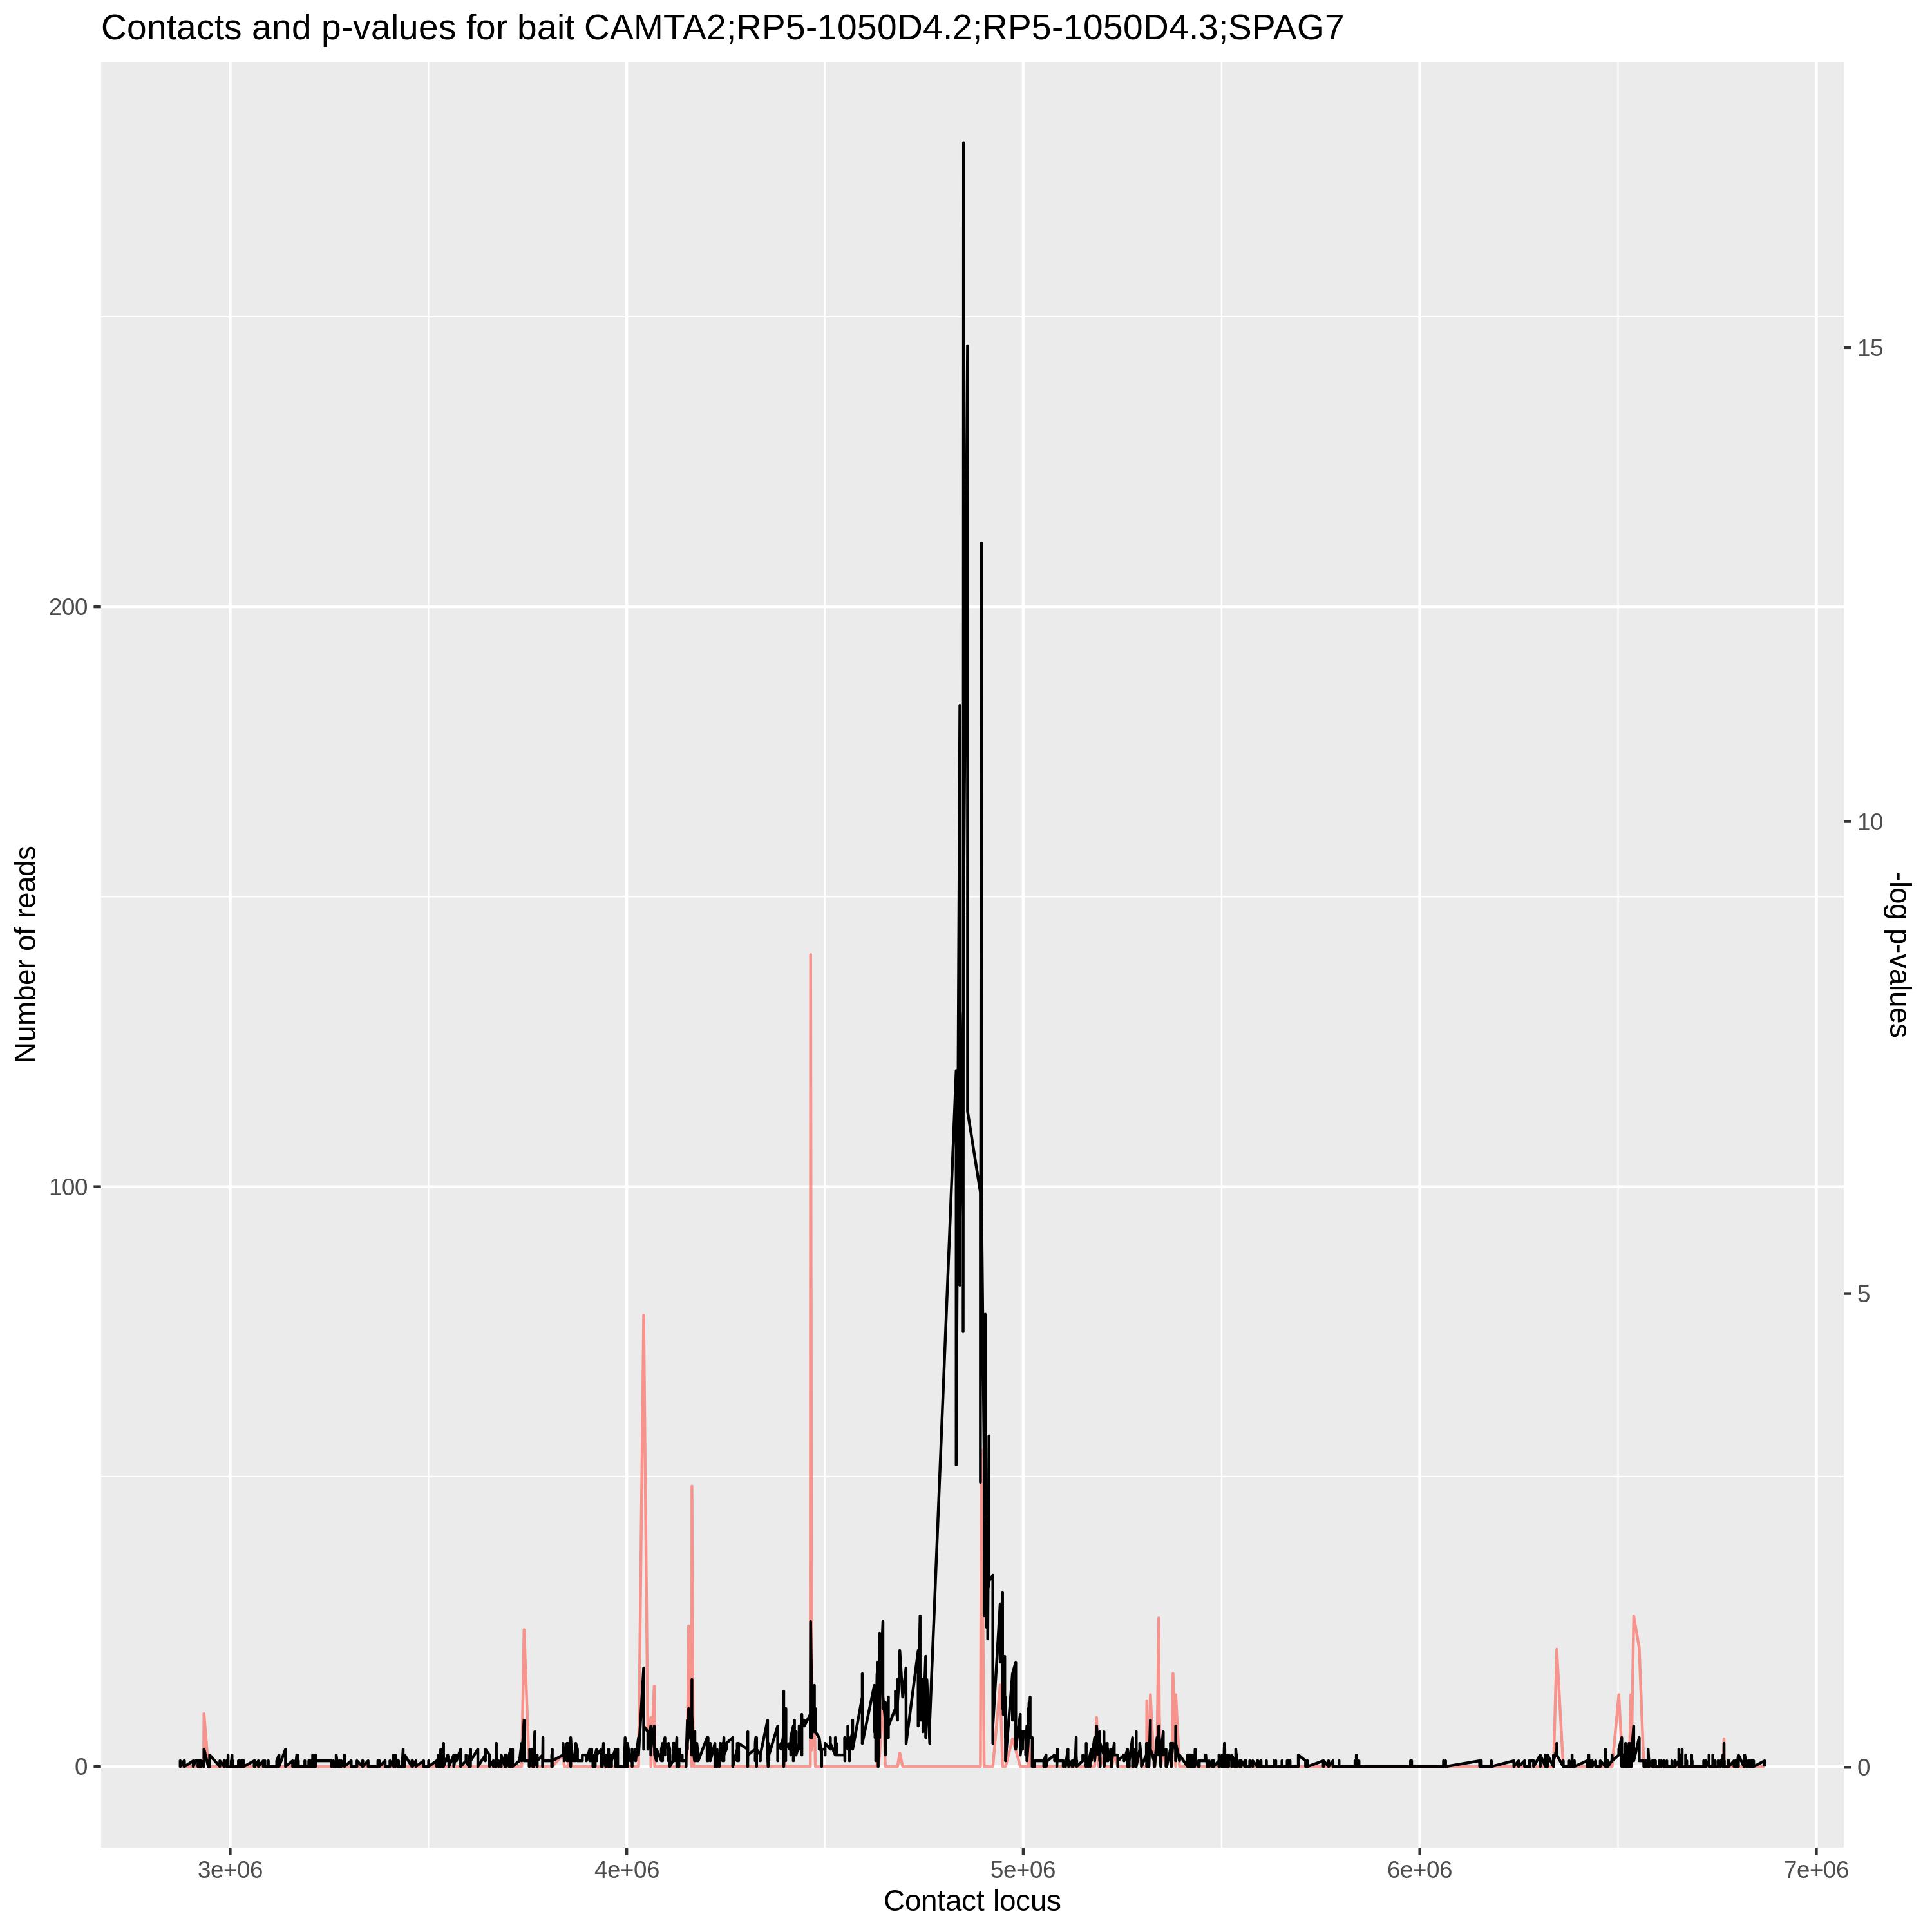 Contacts and p-values for bait CAMTA2;RP5-1050D4.2;RP5-1050D4.3;SPAG7
Number of reads
200
100
0
15
10
5
0
-log p-values
3e+06 4e+06 5e+06 6e+06 7e+06
Contact locus